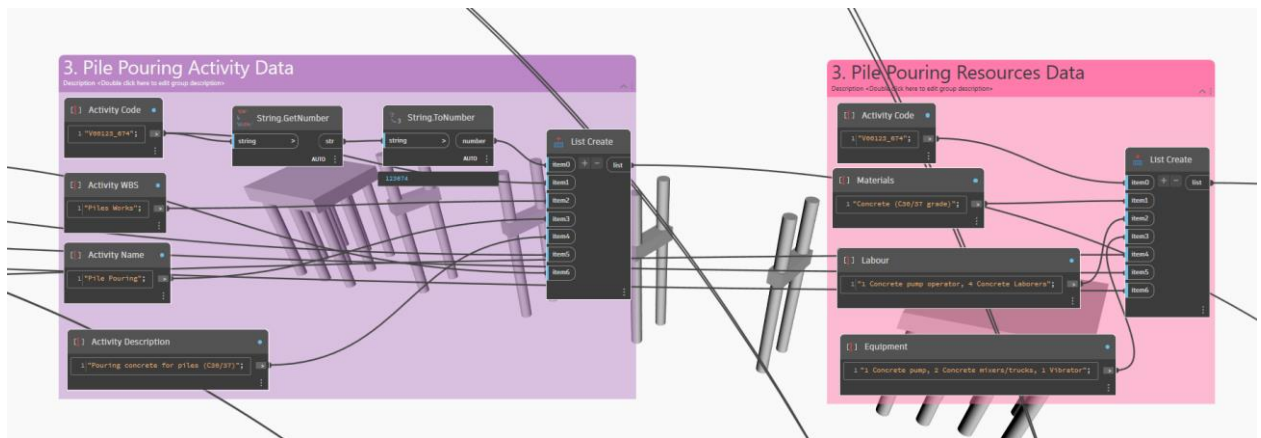 3. Pile Pouring Activity Data
Description <Double click here to edit group description>
[ ] Activity Code
1 "V00123_874";
String.GetNumber
string > str
AUTO
String.ToNumber
string > number
AUTO
123874
List Create
item0 + - list
item1
item2
item3
item4
item5
item6
[ ] Activity WBS
1 "Piles Works";
[ ] Activity Name
1 "Pile Pouring";
[ ] Activity Description
1 "Pouring concrete for piles (C30/37)";
3. Pile Pouring Resources Data
Description <Double click here to edit group description>
[ ] Activity Code
1 "V00123_874";
[ ] Materials
1 "Concrete (C30/37 grade)";
[ ] Labour
1 "1 Concrete pump operator, 4 Concrete Laborers";
[ ] Equipment
1 "1 Concrete pump, 2 Concrete mixers/trucks, 1 Vibrator";
List Create
item0 + - list
item1
item2
item3
item4
item5
item6